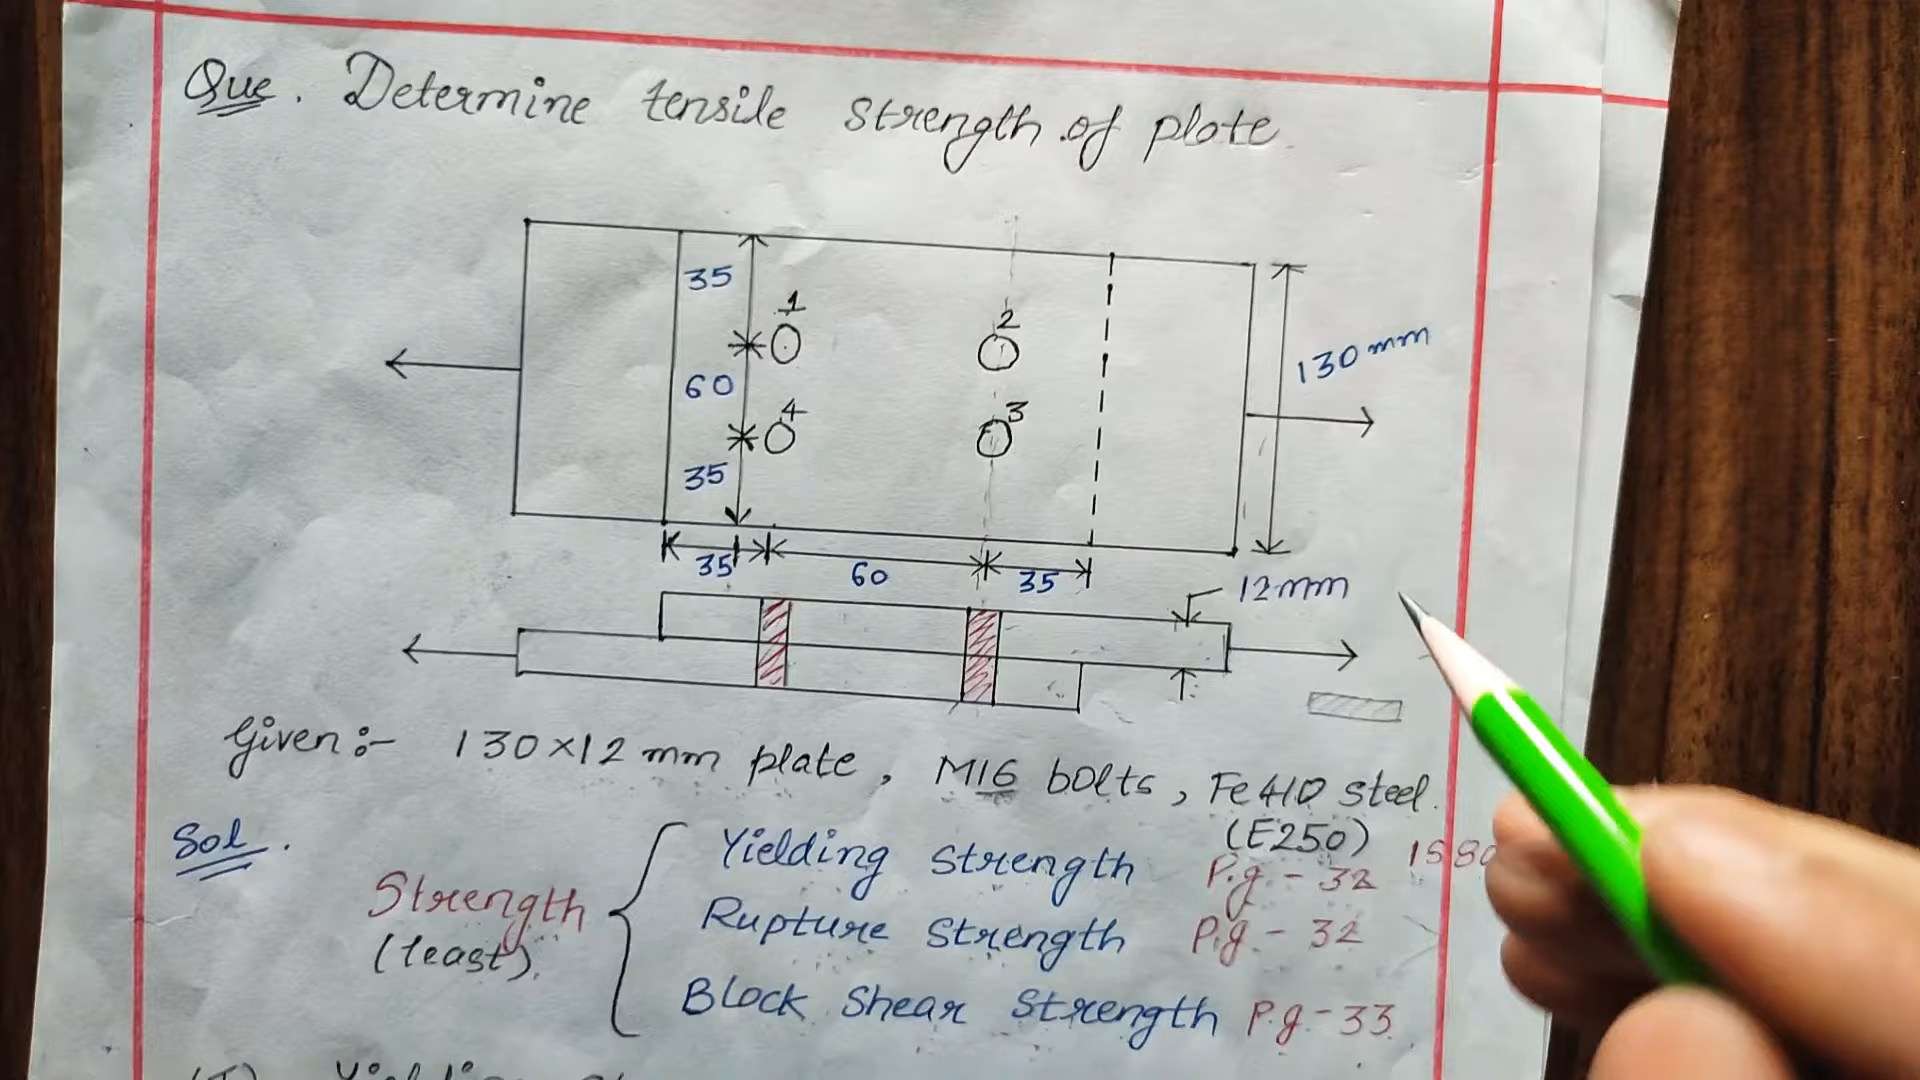 Que. Determine tensile strength of plate.
35
1
2
130 mm
60
4
3
35
35
60
35
12mm
Given :- 130×12 mm plate, M16 bolts, Fe410 steel.
(E250)
Sol.
Strength
(least).
Yielding Strength P.g. - 32
Rupture Strength P.g. - 32
Block Shear Strength P.g - 33